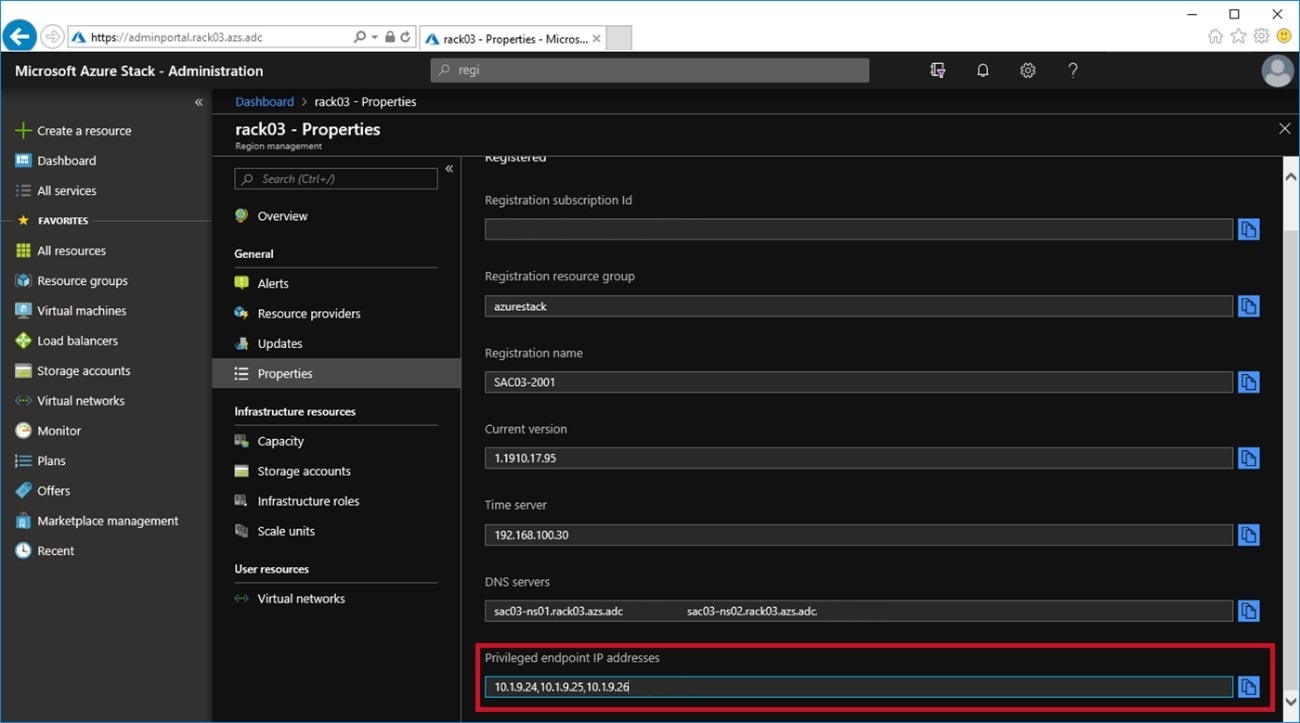 https://adminportal.rack03.azs.adc
rack03 - Properties - Micros...
Microsoft Azure Stack - Administration
regi
Create a resource
Dashboard
All services
FAVORITES
All resources
Resource groups
Virtual machines
Load balancers
Storage accounts
Virtual networks
Monitor
Plans
Offers
Marketplace management
Recent
Dashboard > rack03 - Properties
rack03 - Properties
Region management
Search (Ctrl+/)
Overview
General
Alerts
Resource providers
Updates
Properties
Infrastructure resources
Capacity
Storage accounts
Infrastructure roles
Scale units
User resources
Virtual networks
Registered
Registration subscription Id
Registration resource group
azurestack
Registration name
SAC03-2001
Current version
1.1910.17.95
Time server
192.168.100.30
DNS servers
sac03-ns01.rack03.azs.adc sac03-ns02.rack03.azs.adc.
Privileged endpoint IP addresses
10.1.9.24,10.1.9.25,10.1.9.26